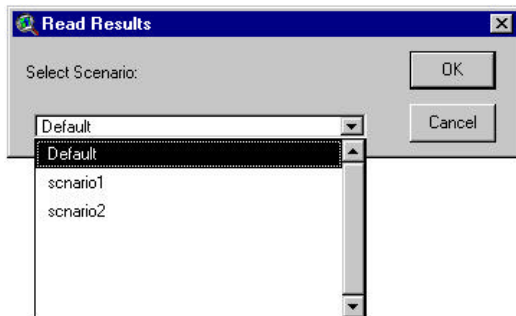 Read Results
Select Scenario:
OK
Default
Cancel
Default
scnario1
scnario2